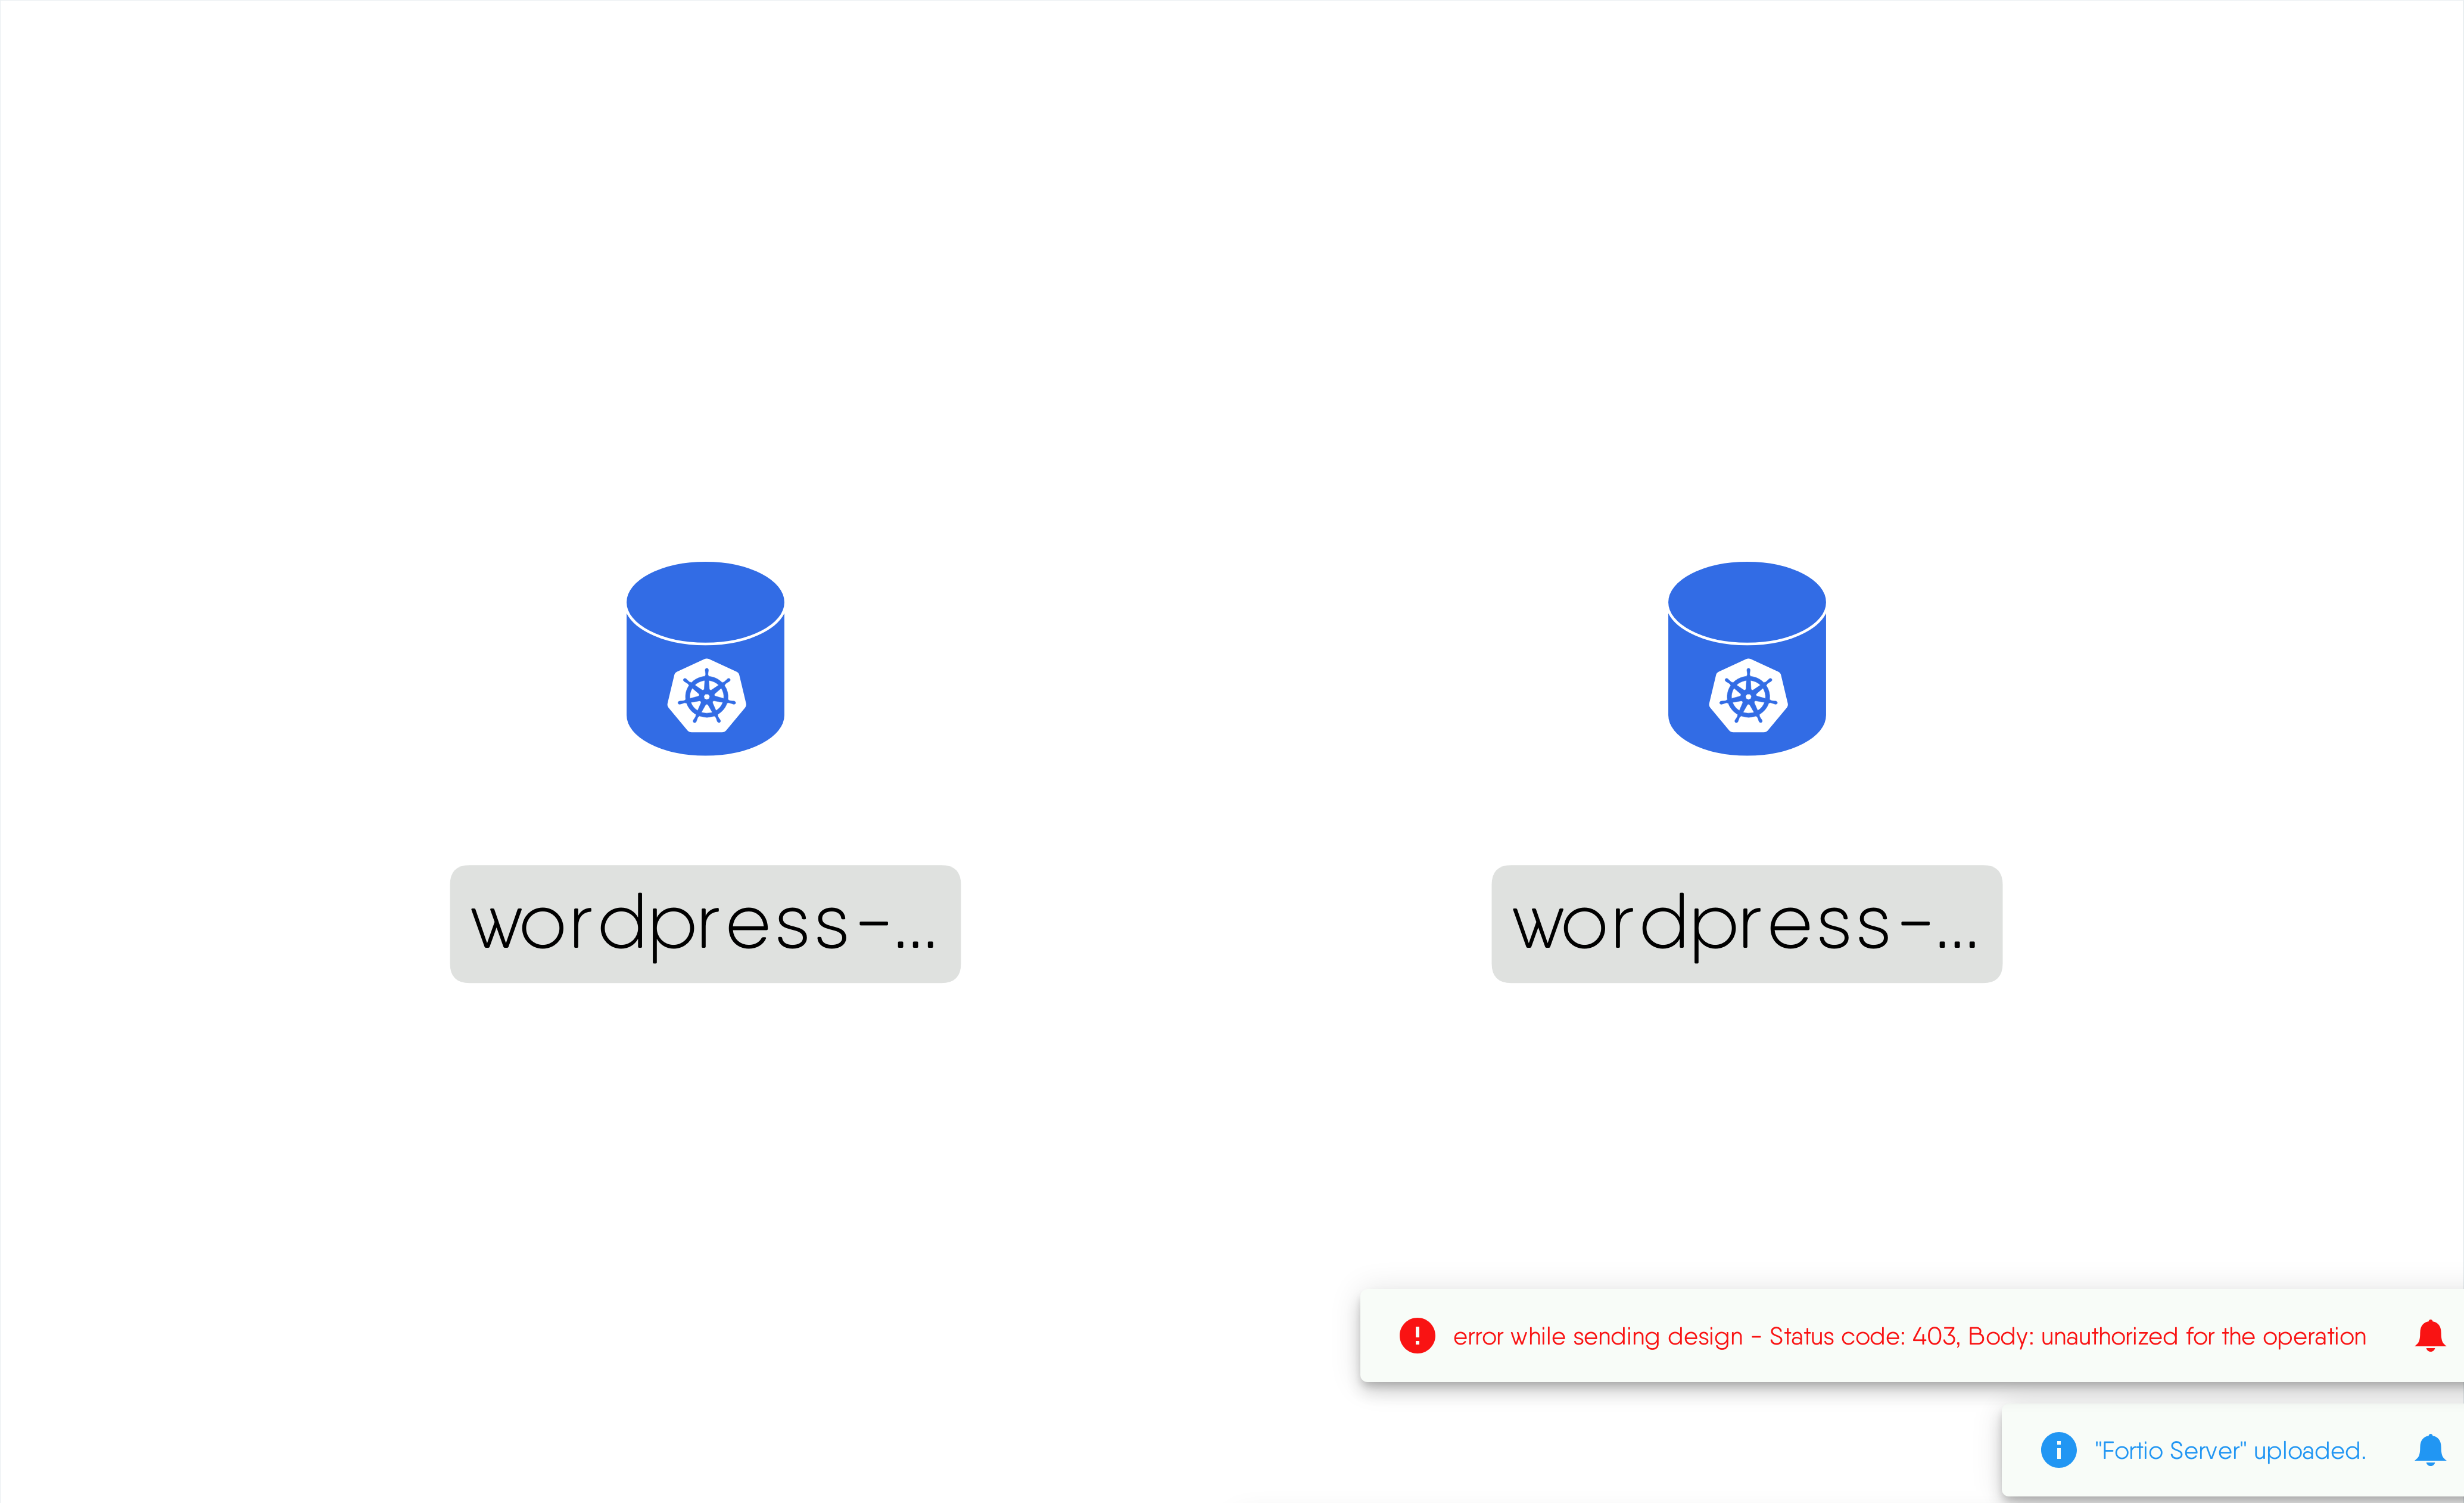 wordpress-...
wordpress-...
error while sending design - Status code: 403, Body: unauthorized for the operation
"Fortio Server" uploaded.